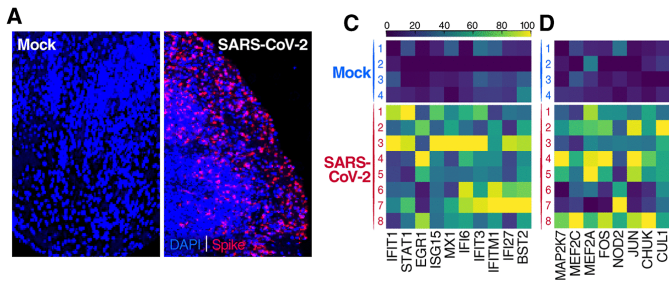 A
Mock
SARS-CoV-2
DAPI | Spike
C
0 20 40 60 80 100
D
Mock
1
2
3
4
1
2
3
4
SARS-
CoV-2
1
2
3
4
5
6
7
8
1
2
3
4
5
6
7
8
IFIT1
STAT1
EGR1
ISG15
MX1
IFI6
IFIT3
IFITM1
IFI27
BST2
MAP2K7
MEF2C
MEF2A
FOS
NOD2
JUN
CHUK
CUL1